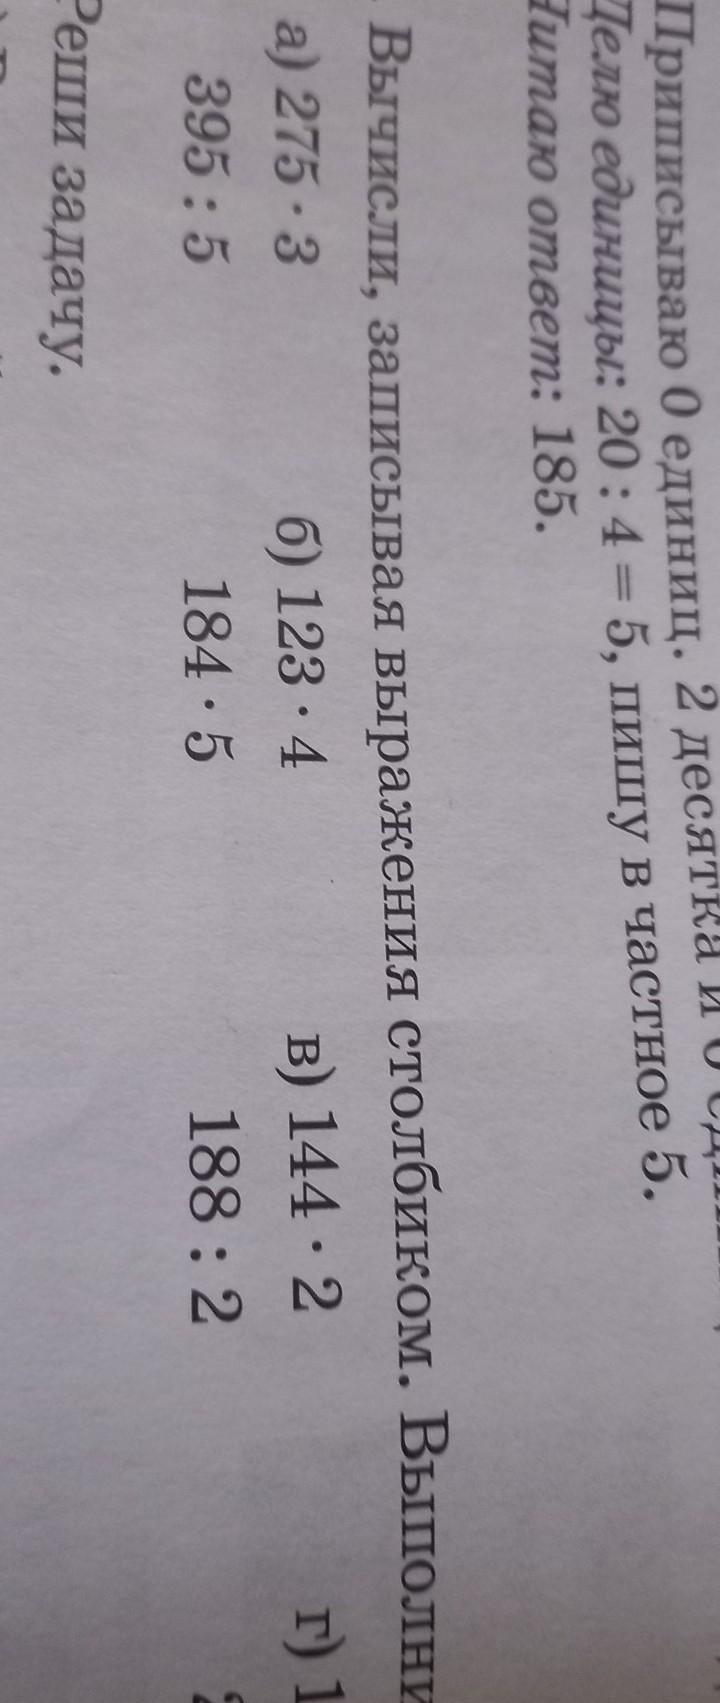 Приписываю 0 единиц. 2 десятка и 0
Делю единицы: 20 : 4 = 5, пишу в частное 5.
Читаю ответ: 185.
Вычисли, записывая выражения столбиком.
а) 275 · 3 б) 123 · 4 в) 144 · 2 г) 1
395 : 5 184 · 5 188 : 2
Реши задачу.